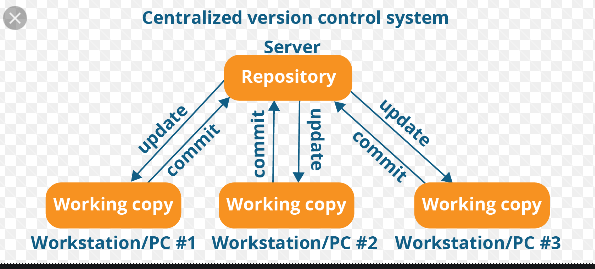 Centralized version control system
Server
Repository
update
commit
commit
update
update
commit
Working copy
Working copy
Working copy
Workstation/PC #1
Workstation/PC #2
Workstation/PC #3